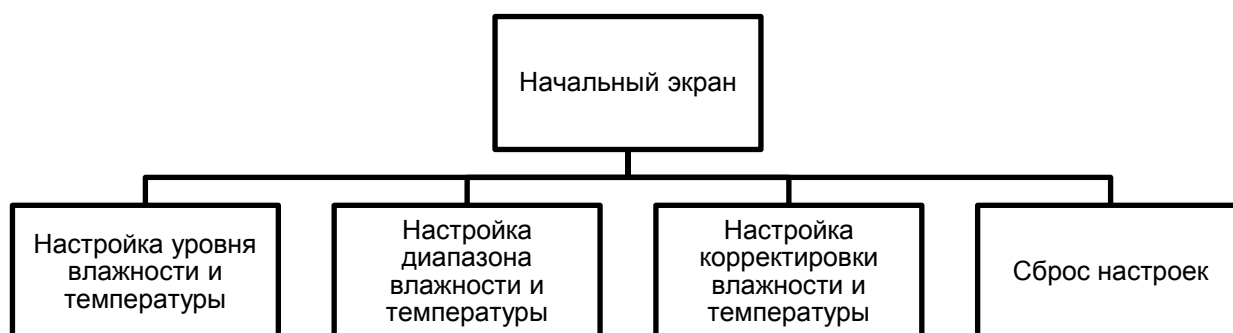 Начальный экран
Настройка уровня
влажности и
температуры
Настройка
диапазона
влажности и
температуры
Настройка
корректировки
влажности и
температуры
Сброс настроек